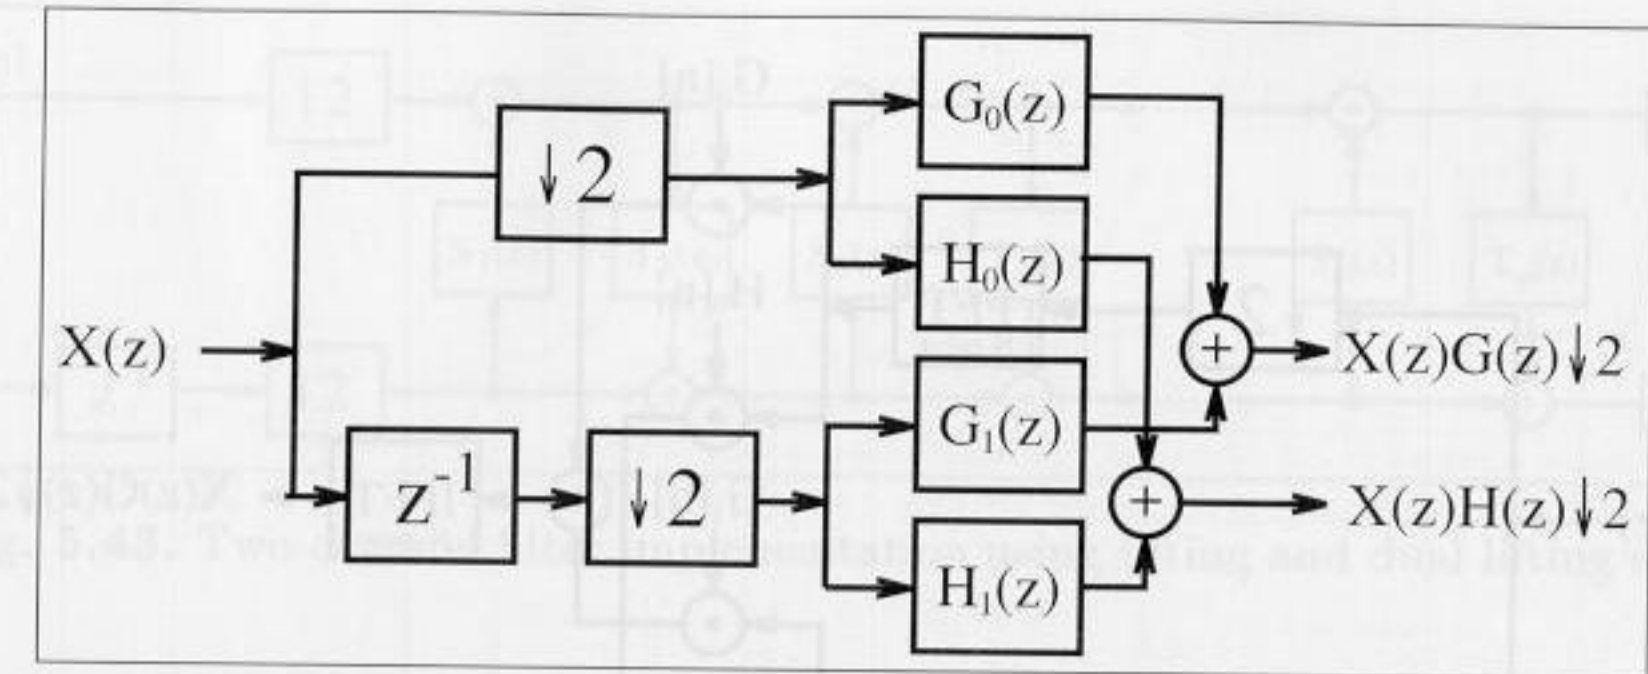 G₀(z)
↓2
H₀(z)
X(z)
X(z)G(z)↓2
G₁(z)
z⁻¹
↓2
X(z)H(z)↓2
H₁(z)